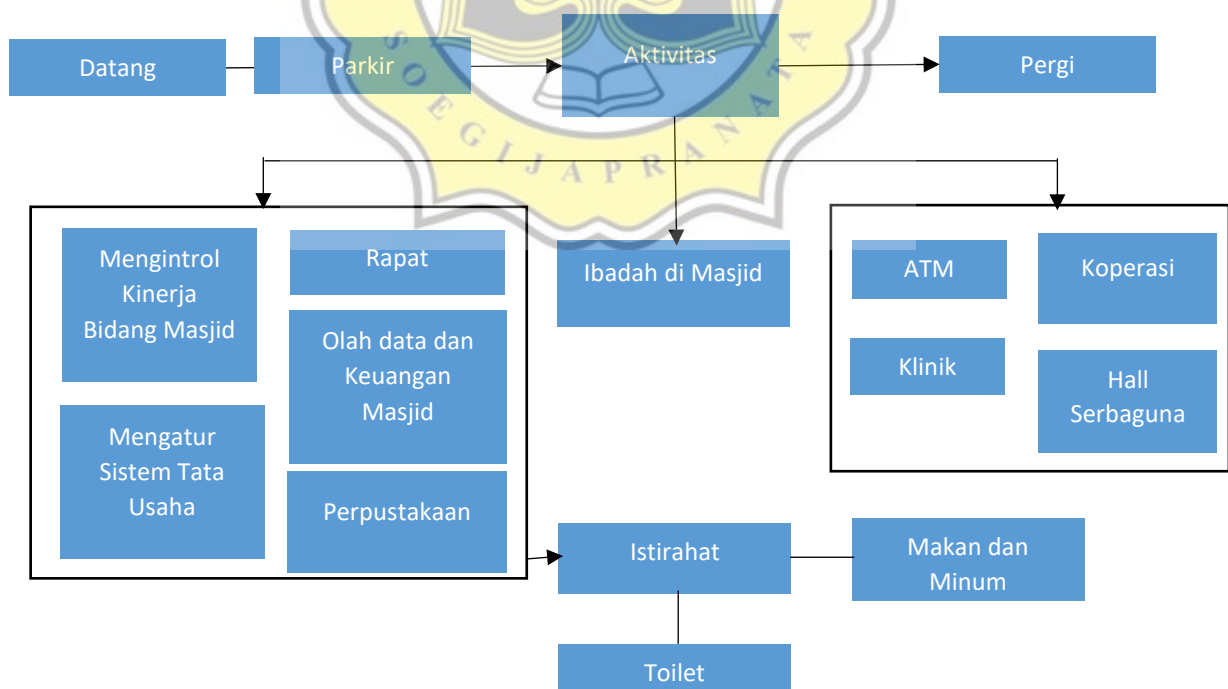 Datang
Parkir
Aktivitas
Pergi
SOEGIJAPRANATA
Mengintrol
Kinerja
Bidang Masjid
Rapat
Olah data dan
Keuangan
Masjid
Mengatur
Sistem Tata
Usaha
Perpustakaan
Ibadah di Masjid
ATM
Koperasi
Klinik
Hall
Serbaguna
Istirahat
Makan dan
Minum
Toilet